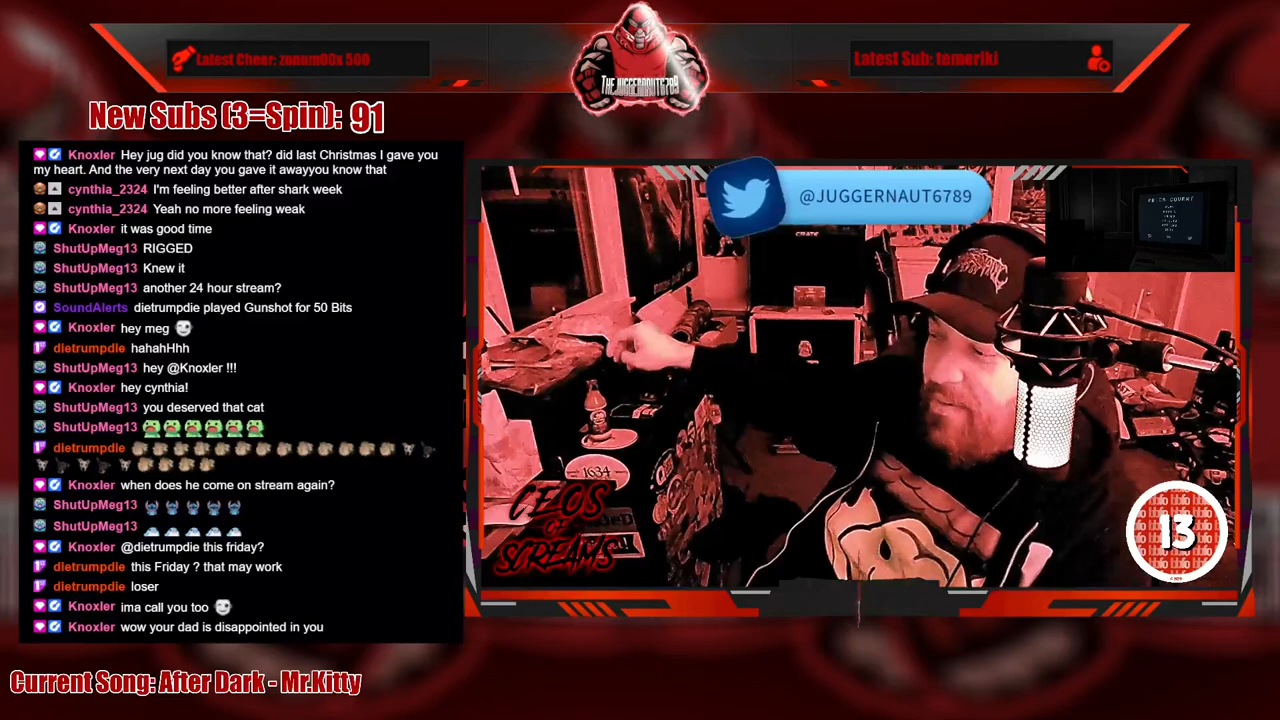 Latest Cheer: zonum00x 500
THEJUGGERNAUT6789
Latest Sub: temeriki
New Subs (3=Spin): 91
Knoxler Hey jug did you know that? did last Christmas I gave you
my heart. And the very next day you gave it awayyou know that
cynthia_2324 I'm feeling better after shark week
cynthia_2324 Yeah no more feeling weak
Knoxler it was good time
ShutUpMeg13 RIGGED
ShutUpMeg13 Knew it
ShutUpMeg13 another 24 hour stream?
SoundAlerts dietrumpdie played Gunshot for 50 Bits
Knoxler hey meg
dietrumpdie hahahHhh
ShutUpMeg13 hey @Knoxler !!!
Knoxler hey cynthia!
ShutUpMeg13 you deserved that cat
ShutUpMeg13
dietrumpdie
Knoxler when does he come on stream again?
ShutUpMeg13
ShutUpMeg13
Knoxler @dietrumpdie this friday?
dietrumpdie this Friday ? that may work
dietrumpdie loser
Knoxler ima call you too
Knoxler wow your dad is disappointed in you
@JUGGERNAUT6789
CRATE
1634
CEOS
OF
SCREAMS
13
Current Song: After Dark - Mr.Kitty